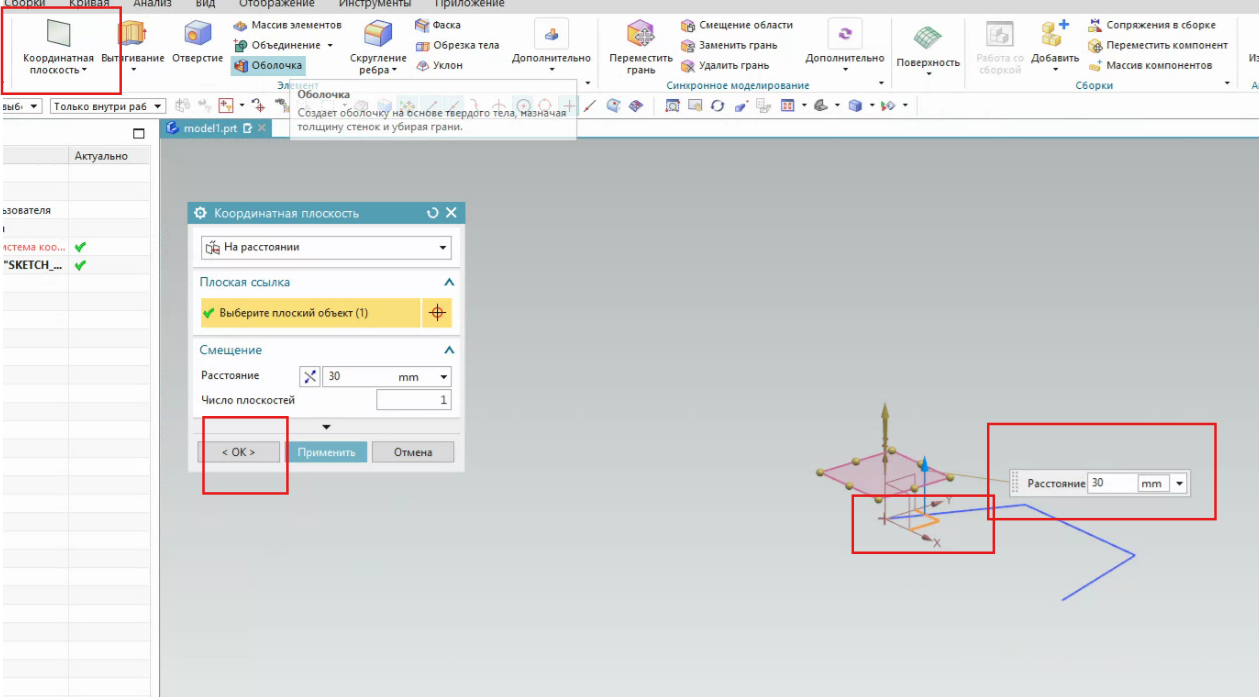 Сборки Кривая Анализ Вид Отображение Инструменты Приложение
Координатная плоскость
Вытягивание
Отверстие
Массив элементов
Объединение
Оболочка
Скругление ребра
Фаска
Обрезка тела
Уклон
Дополнительно
Элемент
Переместить грань
Смещение области
Заменить грань
Удалить грань
Дополнительно
Синхронное моделирование
Поверхность
Работа со сборкой
Добавить
Сопряжения в сборке
Переместить компонент
Массив компонентов
Сборки
Только внутри раб
Оболочка
Создает оболочку на основе твердого тела, назначая
толщину стенок и убирая грани.
model1.prt
Актуально
ьзователя
истема коо...
"SKETCH_...
Координатная плоскость
На расстоянии
Плоская ссылка
Выберите плоский объект (1)
Смещение
Расстояние 30 mm
Число плоскостей 1
< OK > Применить Отмена
Расстояние 30 mm
Y
X